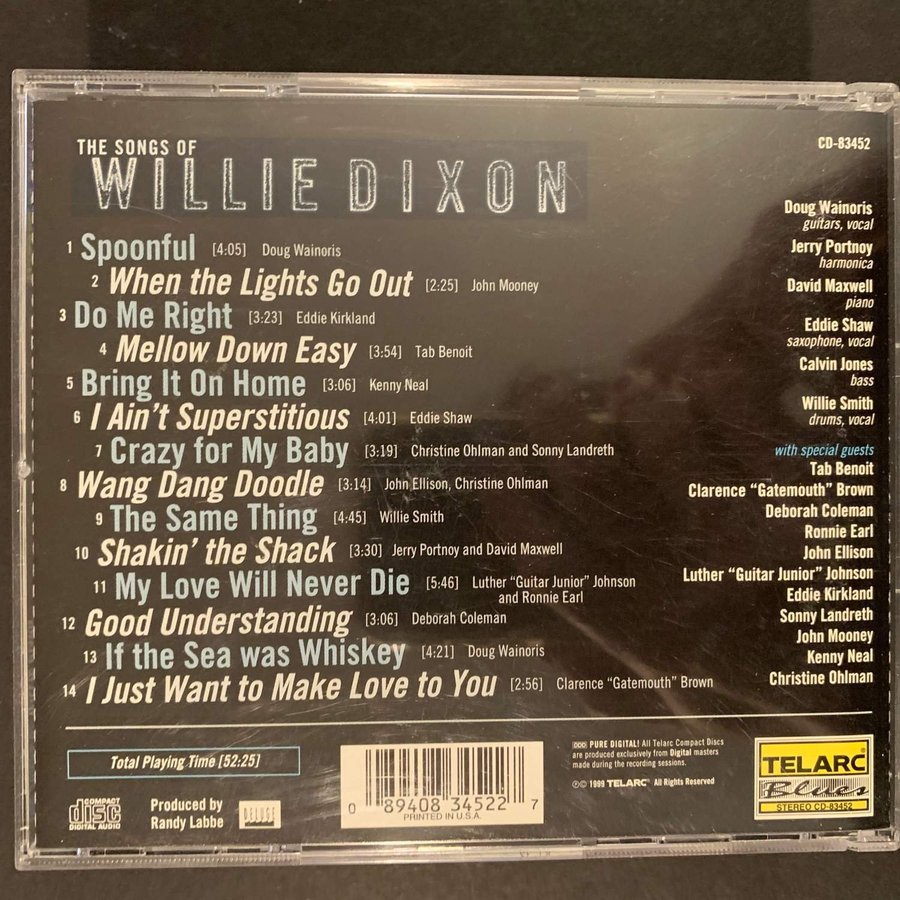 THE SONGS OF
WILLIE DIXON
CD-83452
1 Spoonful [4:05] Doug Wainoris
2 When the Lights Go Out [2:25] John Mooney
3 Do Me Right [3:23] Eddie Kirkland
4 Mellow Down Easy [3:54] Tab Benoit
5 Bring It On Home [3:06] Kenny Neal
6 I Ain't Superstitious [4:01] Eddie Shaw
7 Crazy for My Baby [3:19] Christine Ohlman and Sonny Landreth
8 Wang Dang Doodle [3:14] John Ellison, Christine Ohlman
9 The Same Thing [4:45] Willie Smith
10 Shakin' the Shack [3:30] Jerry Portnoy and David Maxwell
11 My Love Will Never Die [5:46] Luther "Guitar Junior" Johnson
and Ronnie Earl
12 Good Understanding [3:06] Deborah Coleman
13 If the Sea was Whiskey [4:21] Doug Wainoris
14 I Just Want to Make Love to You [2:56] Clarence "Gatemouth" Brown
Doug Wainoris
guitars, vocal
Jerry Portnoy
harmonica
David Maxwell
piano
Eddie Shaw
saxophone, vocal
Calvin Jones
bass
Willie Smith
drums, vocal
with special guests
Tab Benoit
Clarence "Gatemouth" Brown
Deborah Coleman
Ronnie Earl
John Ellison
Luther "Guitar Junior" Johnson
Eddie Kirkland
Sonny Landreth
John Mooney
Kenny Neal
Christine Ohlman
Total Playing Time [52:25]
COMPACT
disc
DIGITAL AUDIO
Produced by
Randy Labbe
DELUGE
0 89408 34522 7
PRINTED IN U.S.A.
DDD PURE DIGITAL! All Telarc Compact Discs
are produced exclusively from Digital masters
made during the recording sessions.
℗© 1999 TELARC® All Rights Reserved
TELARC®
Blues
STEREO CD-83452